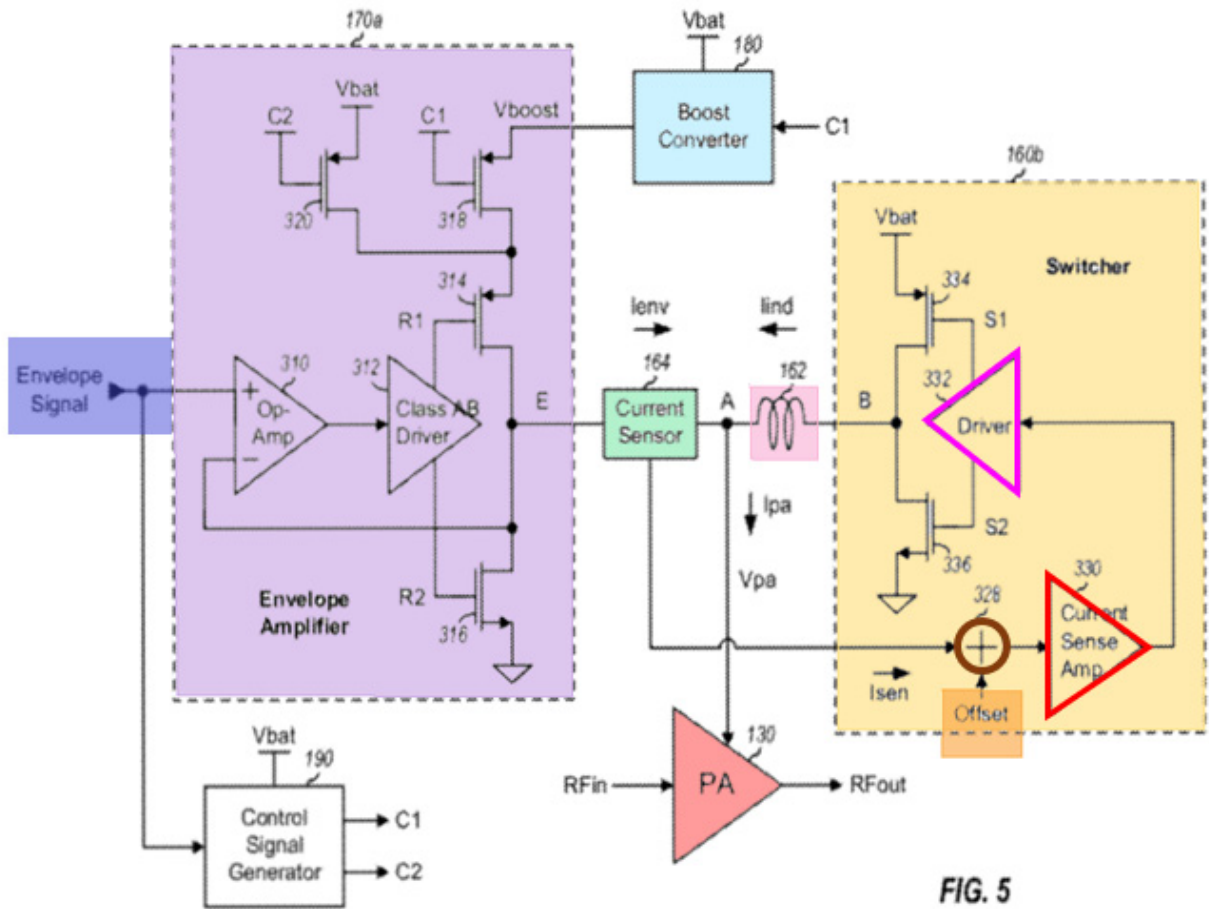 170a
Vbat
180
Vbat
C2
C1
Vboost
Boost
Converter
C1
160b
320
318
Vbat
Switcher
314
334
R1
Ienv
Iind
S1
Envelope
Signal
310
312
164
162
332
+
Op-
Amp
−
Class AB
Driver
E
Current
Sensor
A
B
Driver
Ipa
S2
336
Vpa
Envelope
Amplifier
R2
316
328
330
+
Current
Sense
Amp
Isen
Offset
Vbat
190
130
Control
Signal
Generator
C1
C2
RFin
PA
RFout
FIG. 5